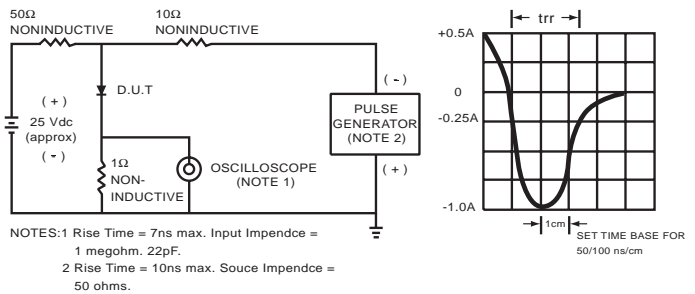 50Ω
NONINDUCTIVE
10Ω
NONINDUCTIVE
( + )
25 Vdc
(approx)
( - )
D.U.T
1Ω
NON-
INDUCTIVE
OSCILLOSCOPE
(NOTE 1)
( - )
PULSE
GENERATOR
(NOTE 2)
( + )
trr
+0.5A
0
-0.25A
-1.0A
1cm
SET TIME BASE FOR
50/100 ns/cm
NOTES:1 Rise Time = 7ns max. Input Impendce =
1 megohm. 22pF.
2 Rise Time = 10ns max. Souce Impendce =
50 ohms.